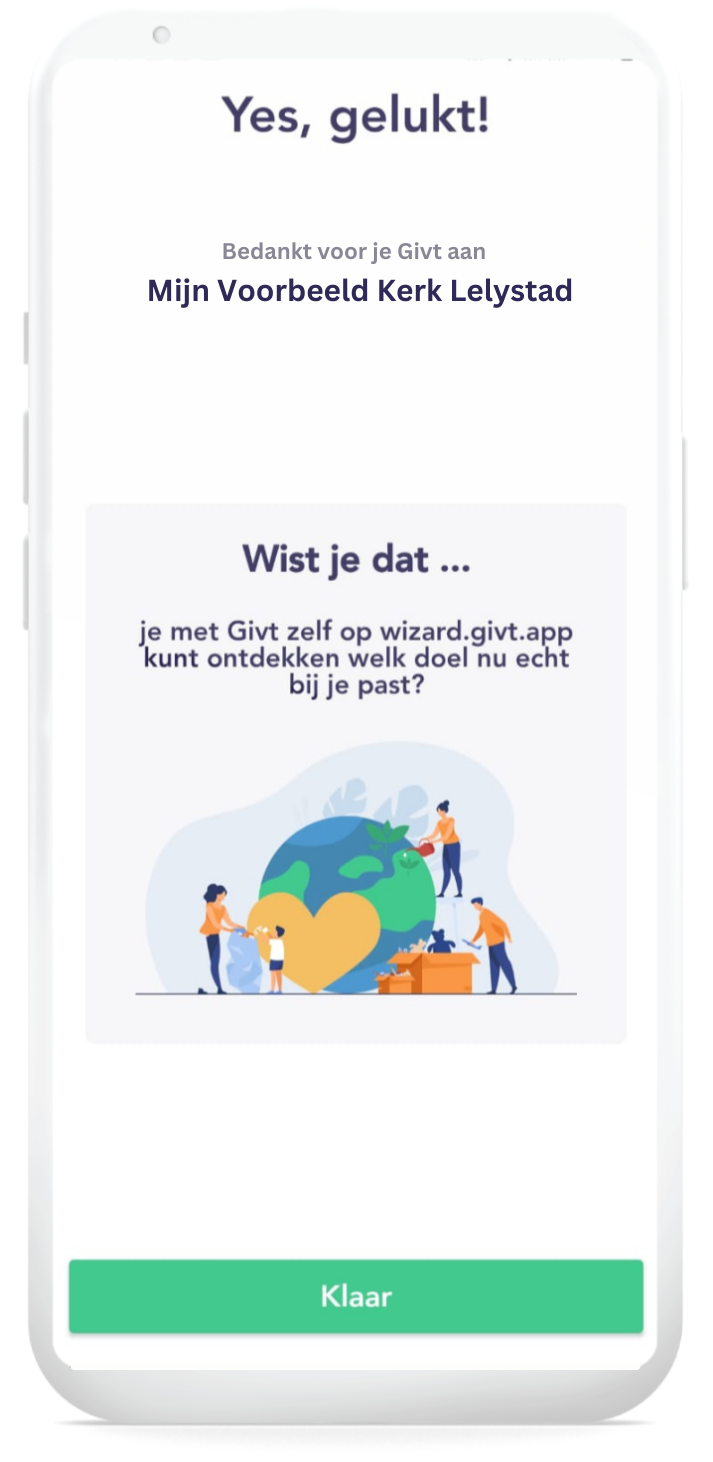 Yes, gelukt!
Bedankt voor je Givt aan
Mijn Voorbeeld Kerk Lelystad
Wist je dat ...
je met Givt zelf op wizard.givt.app
kunt ontdekken welk doel nu echt
bij je past?
Klaar